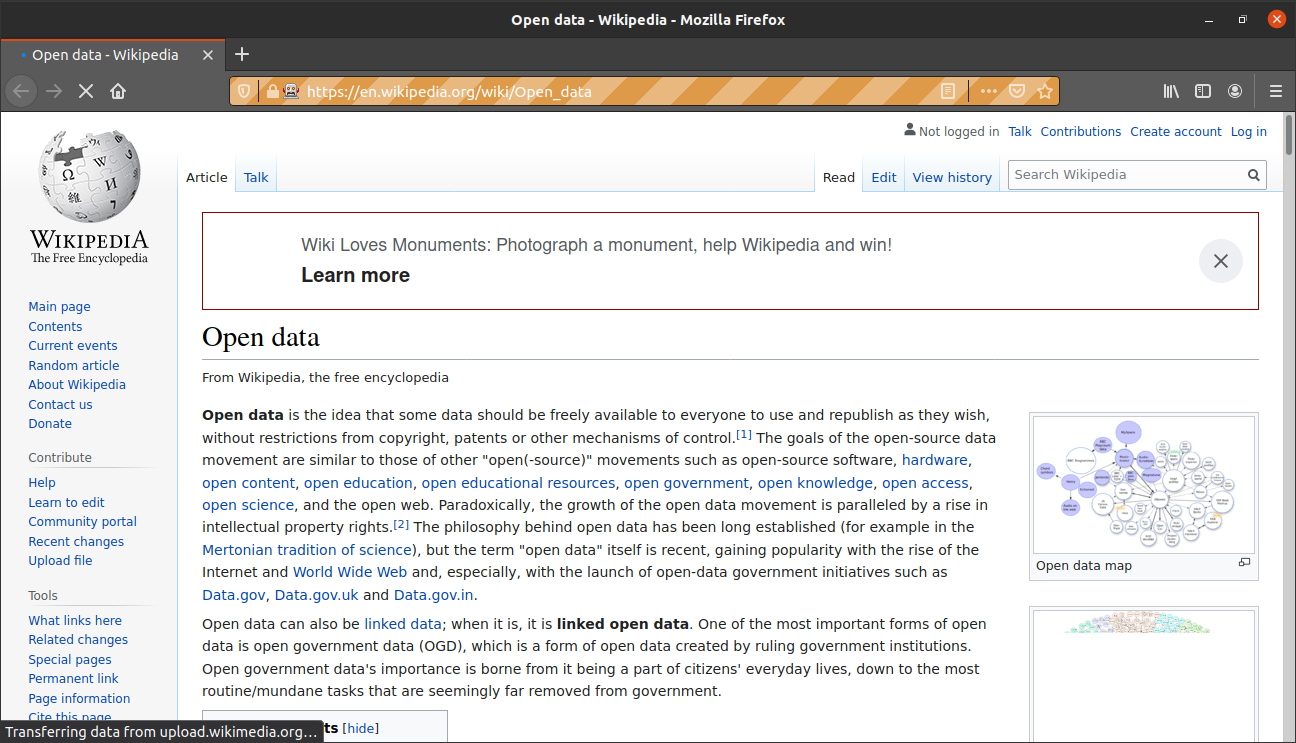 Open data - Wikipedia - Mozilla Firefox
Open data - Wikipedia
https://en.wikipedia.org/wiki/Open_data
Not logged in Talk Contributions Create account Log in
Article Talk Read Edit View history Search Wikipedia
WIKIPEDIA
The Free Encyclopedia
Main page
Contents
Current events
Random article
About Wikipedia
Contact us
Donate
Contribute
Help
Learn to edit
Community portal
Recent changes
Upload file
Tools
What links here
Related changes
Special pages
Permanent link
Page information
Cite this page
Wiki Loves Monuments: Photograph a monument, help Wikipedia and win!
Learn more
Open data
From Wikipedia, the free encyclopedia
Open data is the idea that some data should be freely available to everyone to use and republish as they wish,
without restrictions from copyright, patents or other mechanisms of control.[1] The goals of the open-source data
movement are similar to those of other "open(-source)" movements such as open-source software, hardware,
open content, open education, open educational resources, open government, open knowledge, open access,
open science, and the open web. Paradoxically, the growth of the open data movement is paralleled by a rise in
intellectual property rights.[2] The philosophy behind open data has been long established (for example in the
Mertonian tradition of science), but the term "open data" itself is recent, gaining popularity with the rise of the
Internet and World Wide Web and, especially, with the launch of open-data government initiatives such as
Data.gov, Data.gov.uk and Data.gov.in.
Open data can also be linked data; when it is, it is linked open data. One of the most important forms of open
data is open government data (OGD), which is a form of open data created by ruling government institutions.
Open government data's importance is borne from it being a part of citizens' everyday lives, down to the most
routine/mundane tasks that are seemingly far removed from government.
ts [hide]
Open data map
Transferring data from upload.wikimedia.org…